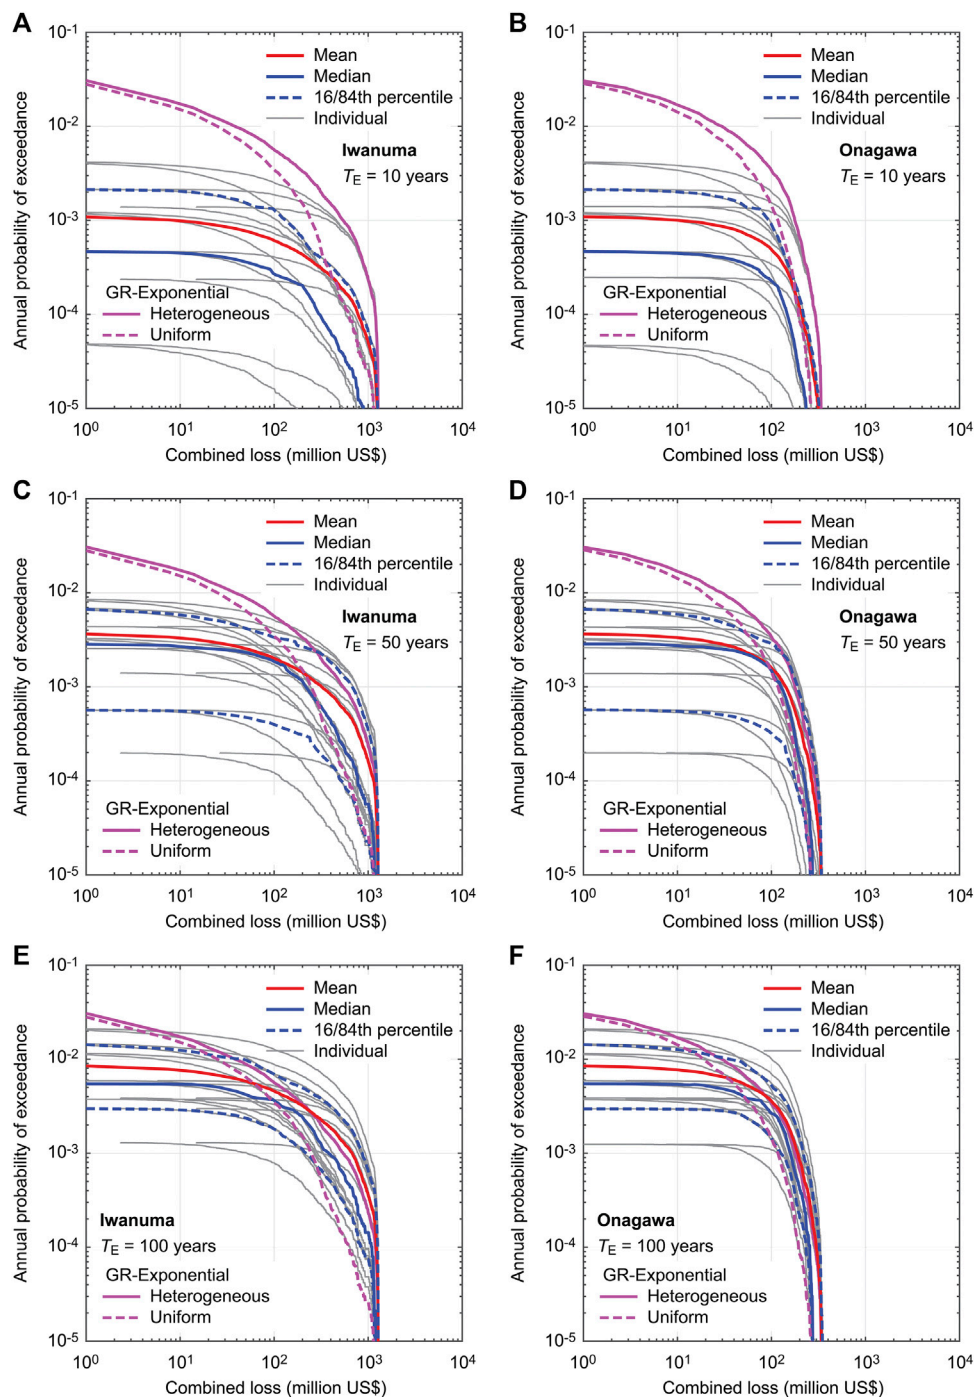 A
Annual probability of exceedance
10-1
10-2
10-3
10-4
10-5
Mean
Median
16/84th percentile
Individual
Iwanuma
TE = 10 years
GR-Exponential
Heterogeneous
Uniform
100 101 102 103 104
Combined loss (million US$)
B
Annual probability of exceedance
10-1
10-2
10-3
10-4
10-5
Mean
Median
16/84th percentile
Individual
Onagawa
TE = 10 years
GR-Exponential
Heterogeneous
Uniform
100 101 102 103 104
Combined loss (million US$)
C
Annual probability of exceedance
10-1
10-2
10-3
10-4
10-5
Mean
Median
16/84th percentile
Individual
Iwanuma
TE = 50 years
GR-Exponential
Heterogeneous
Uniform
100 101 102 103 104
Combined loss (million US$)
D
Annual probability of exceedance
10-1
10-2
10-3
10-4
10-5
Mean
Median
16/84th percentile
Individual
Onagawa
TE = 50 years
GR-Exponential
Heterogeneous
Uniform
100 101 102 103 104
Combined loss (million US$)
E
Annual probability of exceedance
10-1
10-2
10-3
10-4
10-5
Mean
Median
16/84th percentile
Individual
Iwanuma
TE = 100 years
GR-Exponential
Heterogeneous
Uniform
100 101 102 103 104
Combined loss (million US$)
F
Annual probability of exceedance
10-1
10-2
10-3
10-4
10-5
Mean
Median
16/84th percentile
Individual
Onagawa
TE = 100 years
GR-Exponential
Heterogeneous
Uniform
100 101 102 103 104
Combined loss (million US$)